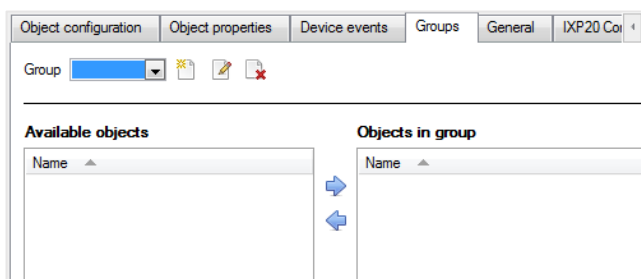 Object configuration Object properties Device events Groups General IXP20 Co
Group
Available objects Objects in group
Name Name